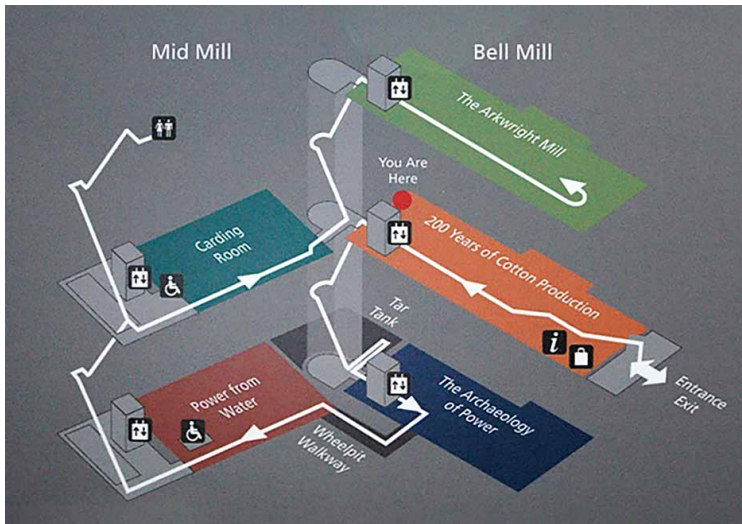 Mid Mill
Bell Mill
The Arkwright Mill
You Are
Here
Carding
Room
200 Years of Cotton Production
Tar
Tank
i
Entrance
Exit
Power from
Water
The Archaeology
of Power
Wheelpit
Walkway